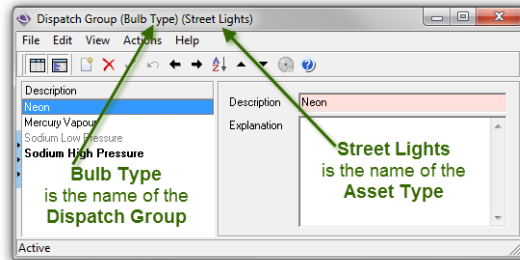 Dispatch Group (Bulb Type) (Street Lights)
File Edit View Actions Help
Description
Neon
Mercury Vapour
Sodium Low Pressure
Sodium High Pressure
Bulb Type
is the name of the
Dispatch Group
Description Neon
Explanation
Street Lights
is the name of the
Asset Type
Active